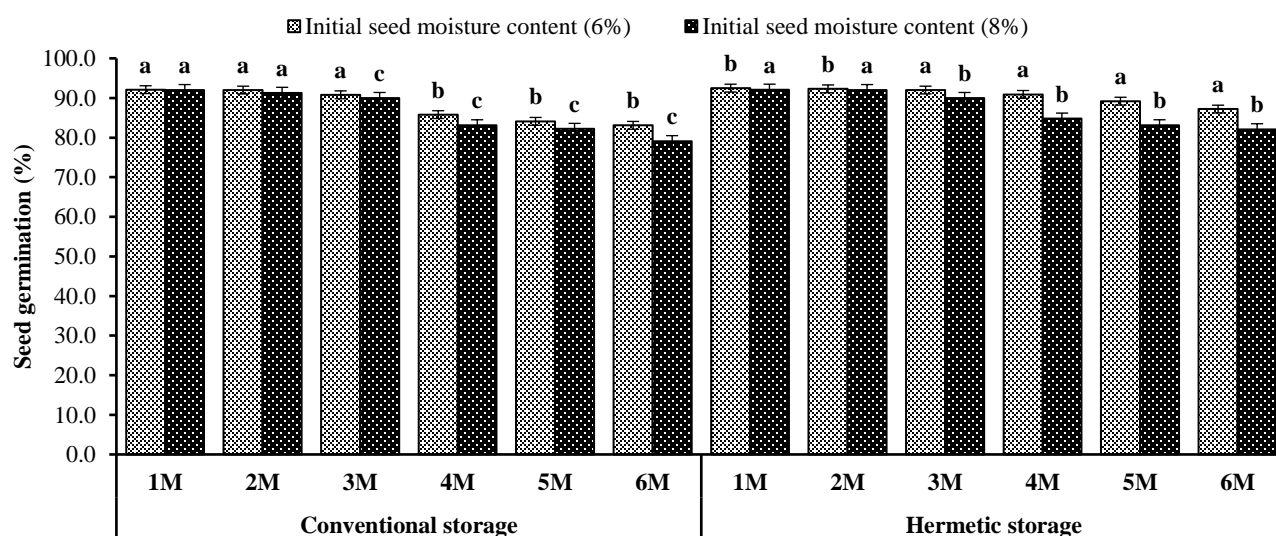 Initial seed moisture content (6%) Initial seed moisture content (8%)
Seed germination (%)
100.0
90.0
80.0
70.0
60.0
50.0
40.0
30.0
20.0
10.0
0.0
a a a a a c b c b c b c b a b a a b a b a b a b
1M 2M 3M 4M 5M 6M 1M 2M 3M 4M 5M 6M
Conventional storage Hermetic storage